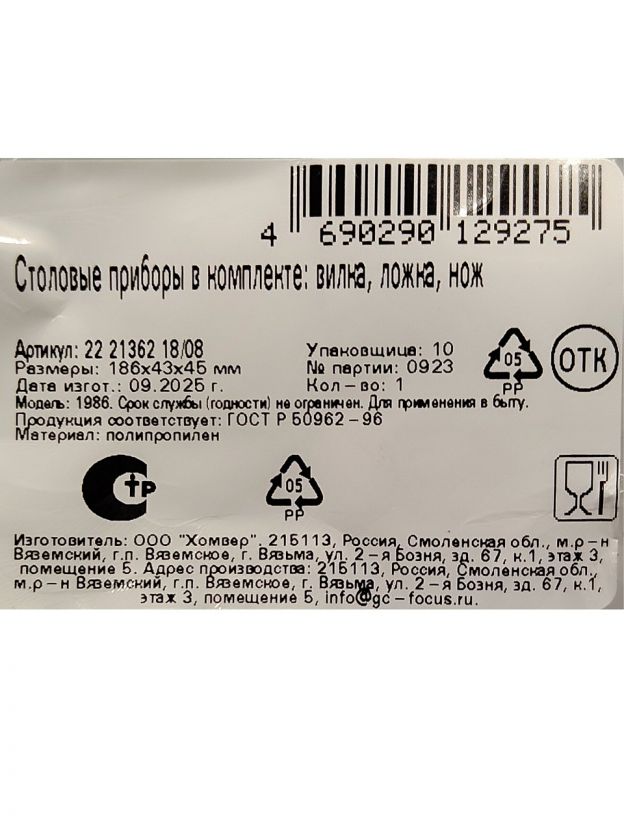 4 690290 129275
Столовые приборы в комплекте: вилка, ложка, нож
Артикул: 22 21362 18/08
Размеры: 186х43х45 мм
Дата изгот.: 09.2025 г.
Упаковщица: 10
№ партии: 0923
Кол-во: 1
05
PP
ОТК
Модель: 1986. Срок службы (годности) не ограничен. Для применения в быту.
Продукция соответствует: ГОСТ Р 50962-96
Материал: полипропилен
СТР
05
PP
Изготовитель: ООО "Хомвер". 215113, Россия, Смоленская обл., м.р-н
Вяземский, г.п. Вяземское, г. Вязьма, ул. 2-я Бозня, зд. 67, к.1, этаж 3,
помещение 5. Адрес производства: 215113, Россия, Смоленская обл.,
м.р-н Вяземский, г.п. Вяземское, г. Вязьма, ул. 2-я Бозня, зд. 67, к.1,
этаж 3, помещение 5, info@gc-focus.ru.